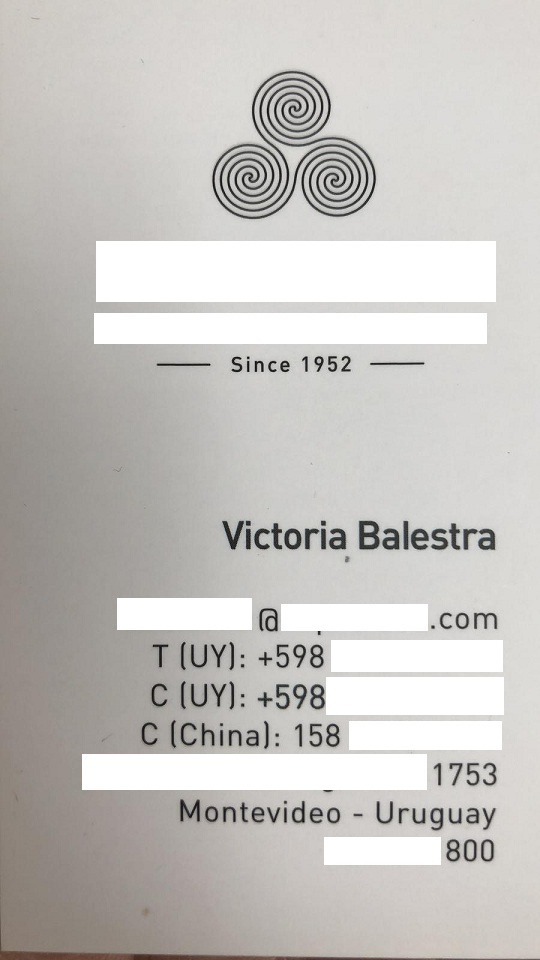 Since 1952
Victoria Balestra
@ .com
T (UY): +598
C (UY): +598
C (China): 158
1753
Montevideo - Uruguay
800